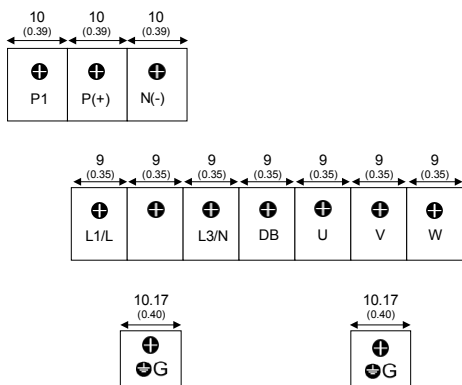 10 10 10
(0.39) (0.39) (0.39)
P1 P(+) N(-)
9 9 9 9 9 9 9
(0.35) (0.35) (0.35) (0.35) (0.35) (0.35) (0.35)
L1/L L3/N DB U V W
10.17 10.17
(0.40) (0.40)
G G